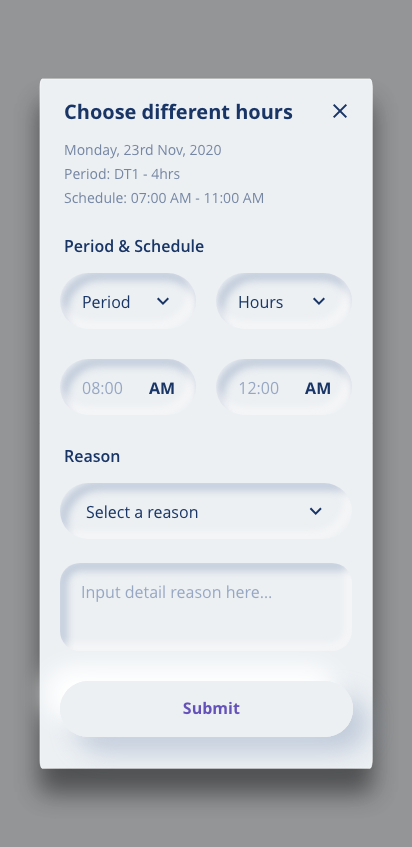 Choose different hours
Monday, 23rd Nov, 2020
Period: DT1 - 4hrs
Schedule: 07:00 AM - 11:00 AM
Period & Schedule
Period Hours
08:00 AM 12:00 AM
Reason
Select a reason
Input detail reason here...
Submit